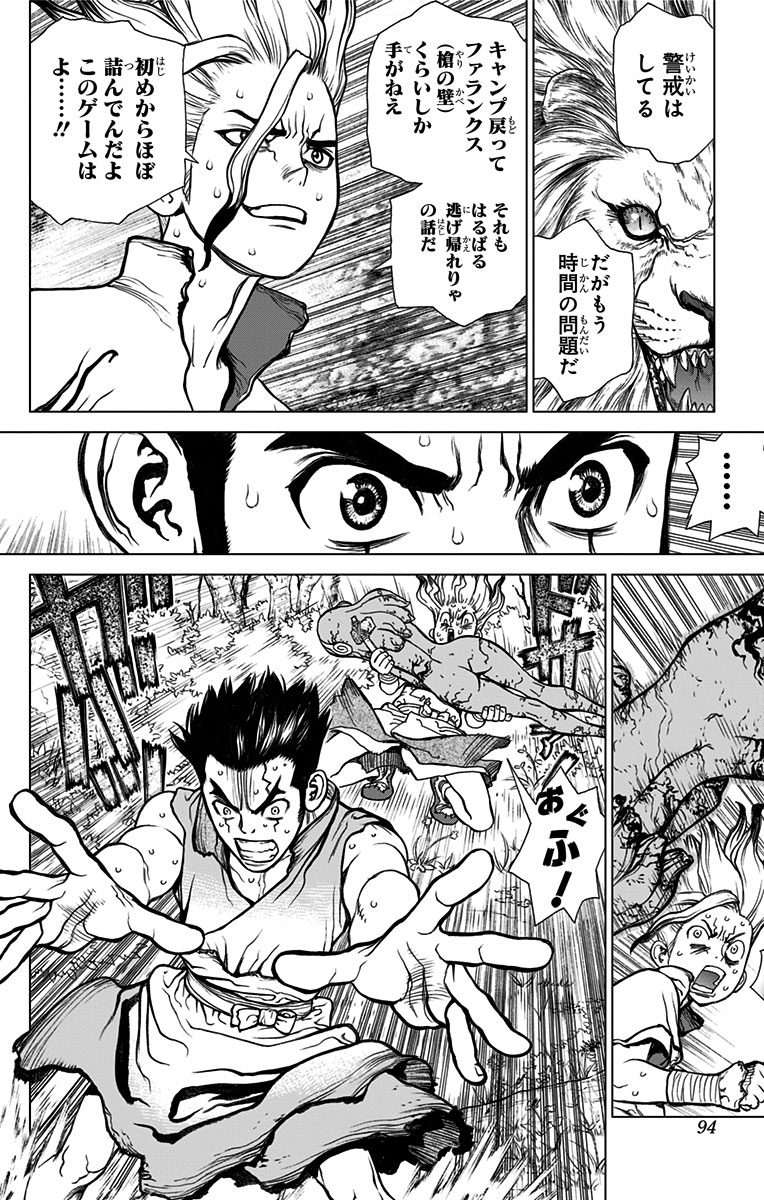 警戒は
してる
だがもう
時間の問題だ
キャンプ戻って
ファランクス
(槍の壁)
くらいしか
手がねえ
それも
はるばる
逃げ帰れりゃ
の話だ
初めからほぼ
詰んでんだよ
このゲームは
よ……!!
……
おぐふ!
ドサ
94